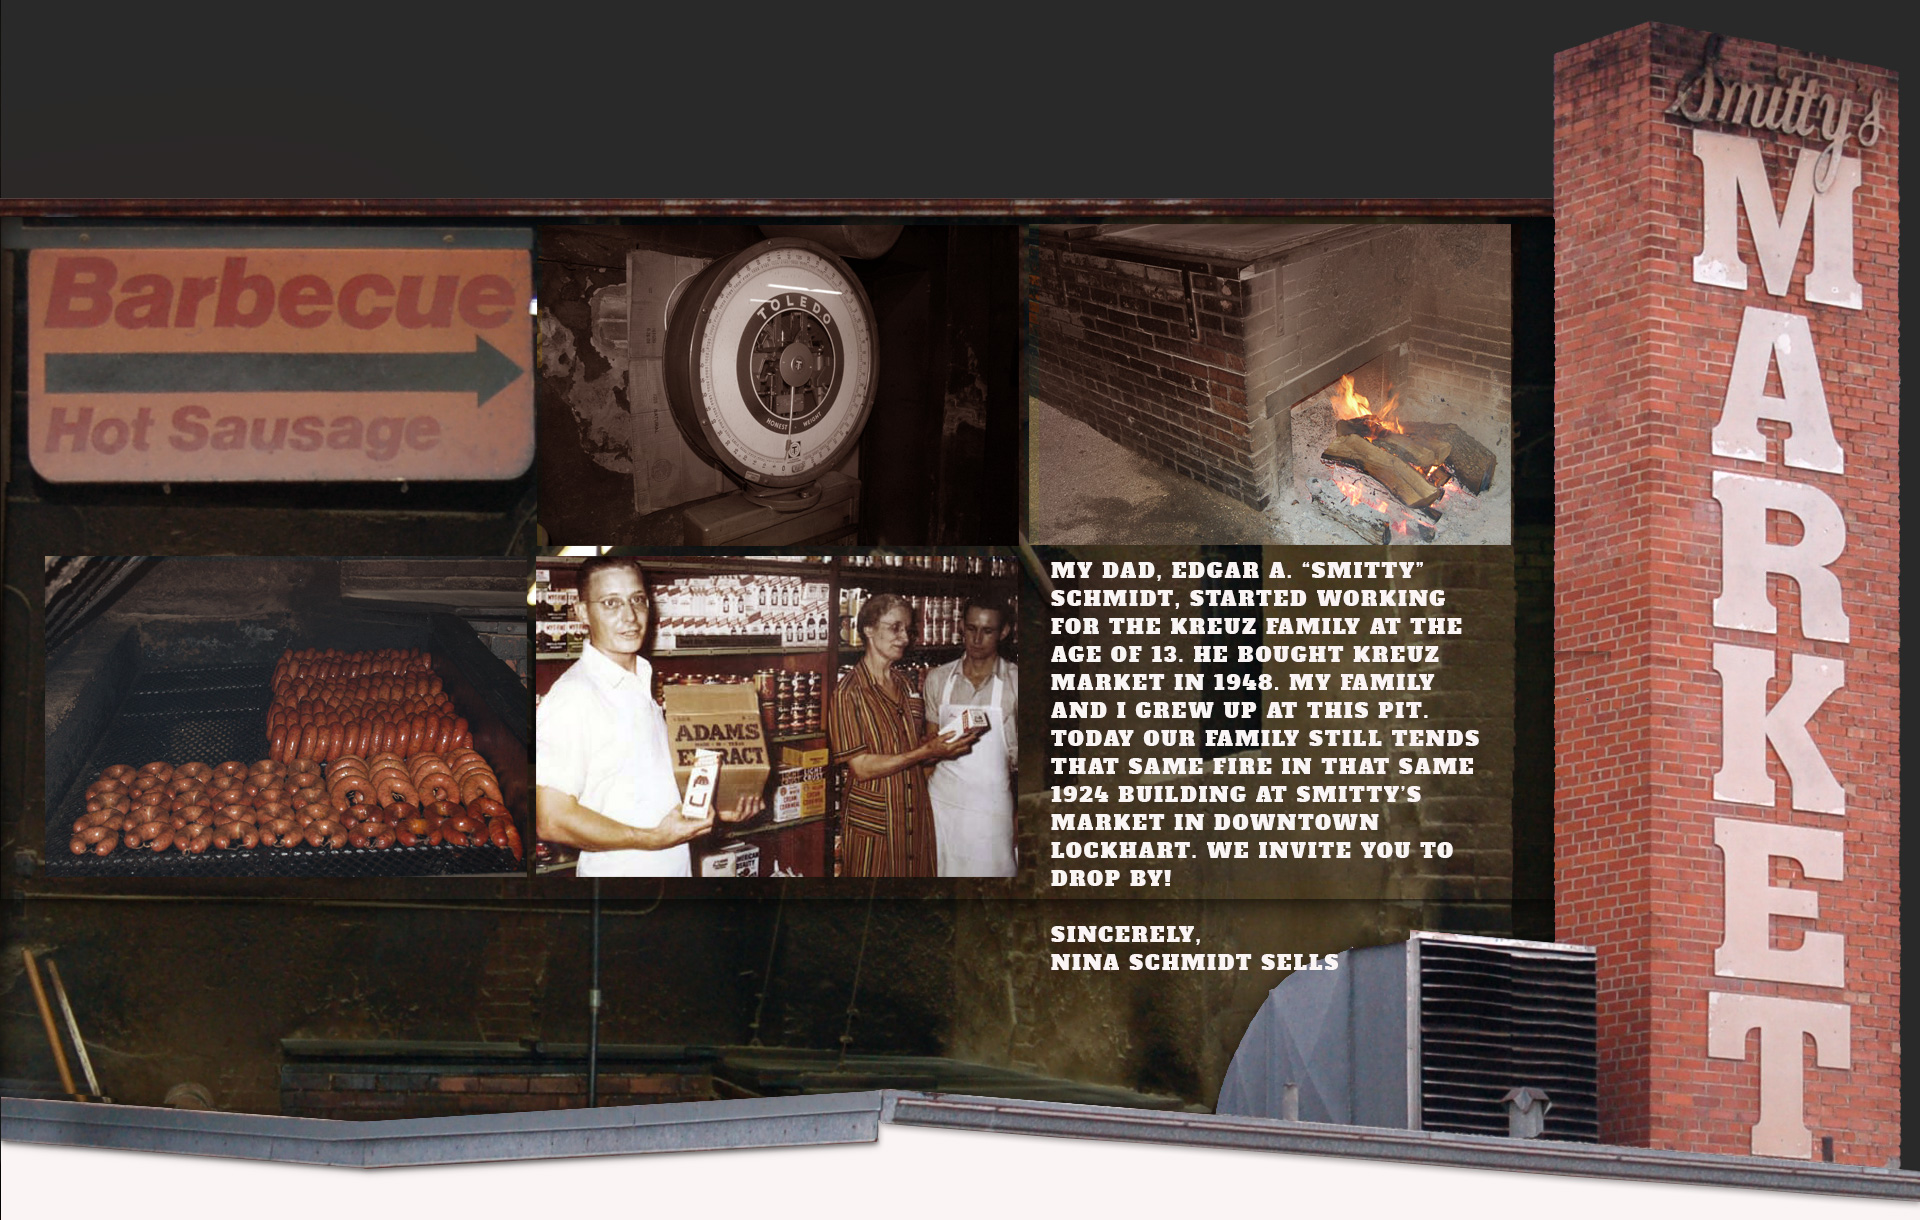 Smitty's
MARKET
Barbecue
Hot Sausage
TOLEDO
HONEST WEIGHT
ADAMS
EXTRACT
MY DAD, EDGAR A. “SMITTY”
SCHMIDT, STARTED WORKING
FOR THE KREUZ FAMILY AT THE
AGE OF 13. HE BOUGHT KREUZ
MARKET IN 1948. MY FAMILY
AND I GREW UP AT THIS PIT.
TODAY OUR FAMILY STILL TENDS
THAT SAME FIRE IN THAT SAME
1924 BUILDING AT SMITTY’S
MARKET IN DOWNTOWN
LOCKHART. WE INVITE YOU TO
DROP BY!
SINCERELY,
NINA SCHMIDT SELLS